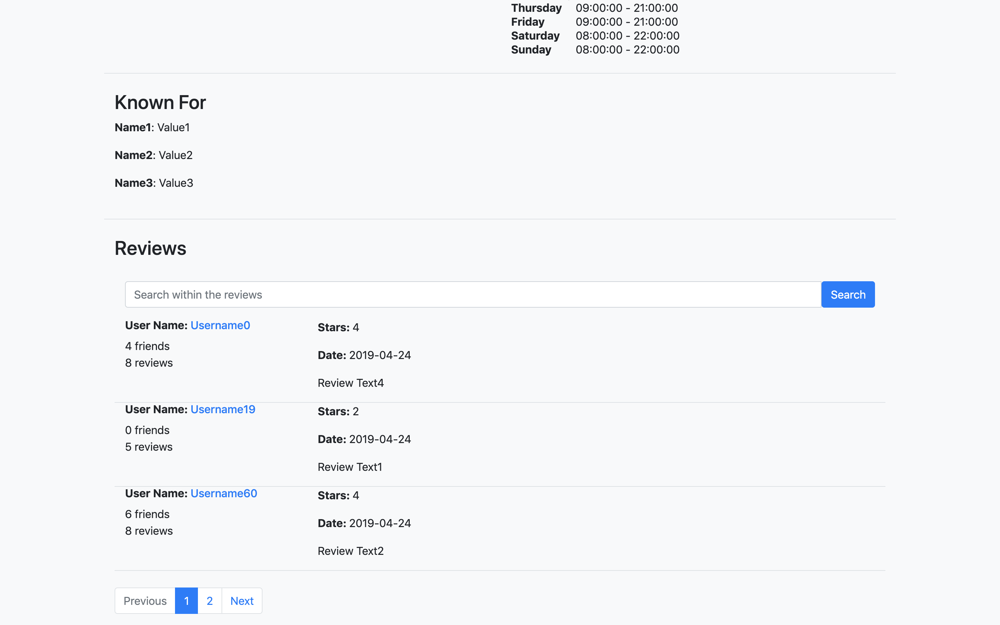 Thursday 09:00:00 - 21:00:00
Friday 09:00:00 - 21:00:00
Saturday 08:00:00 - 22:00:00
Sunday 08:00:00 - 22:00:00
Known For
Name1: Value1
Name2: Value2
Name3: Value3
Reviews
Search within the reviews Search
User Name: Username0
4 friends
8 reviews
Stars: 4
Date: 2019-04-24
Review Text4
User Name: Username19
0 friends
5 reviews
Stars: 2
Date: 2019-04-24
Review Text1
User Name: Username60
6 friends
8 reviews
Stars: 4
Date: 2019-04-24
Review Text2
Previous 1 2 Next